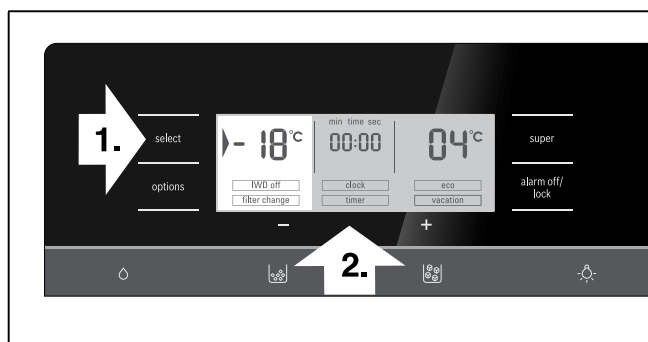 1.
select
options
min time sec
- 18°C
00:00
04°C
IWD off
clock
eco
filter change
timer
vacation
super
alarm off/
lock
-
+
2.